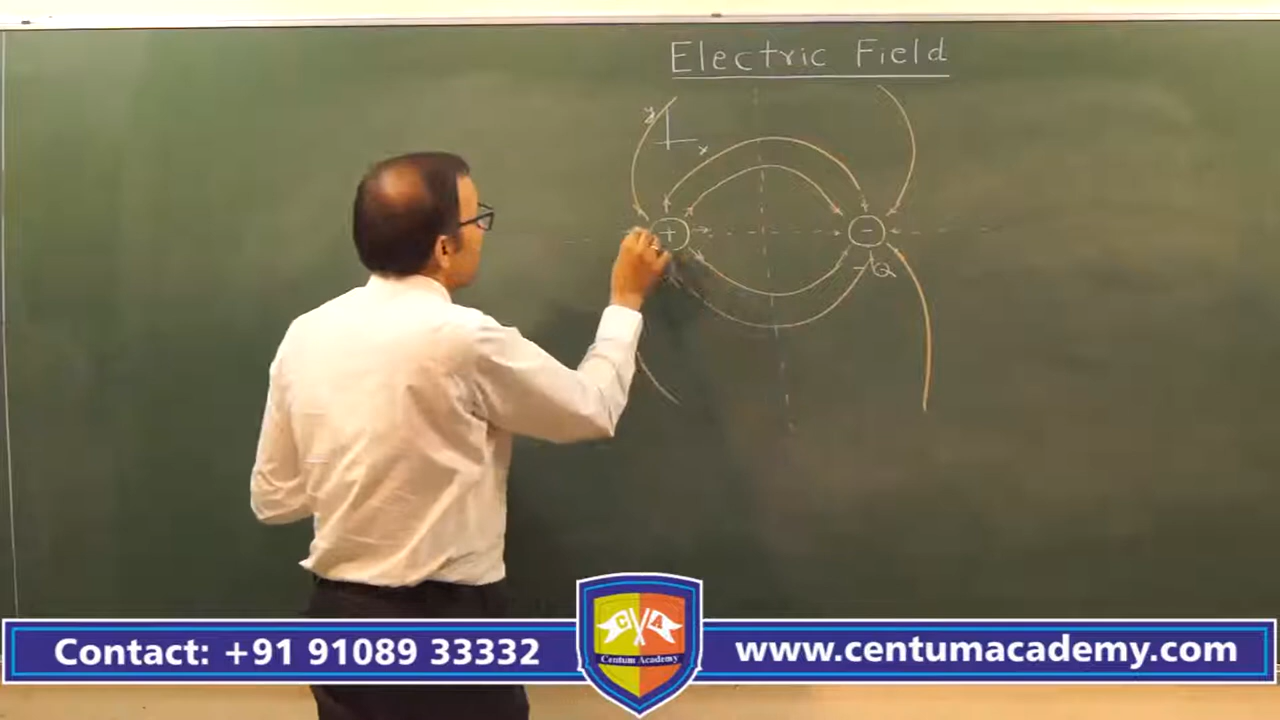 Electric Field
y
x
+
-
-Q
Contact: +91 91089 33332
C A
Centum Academy
www.centumacademy.com